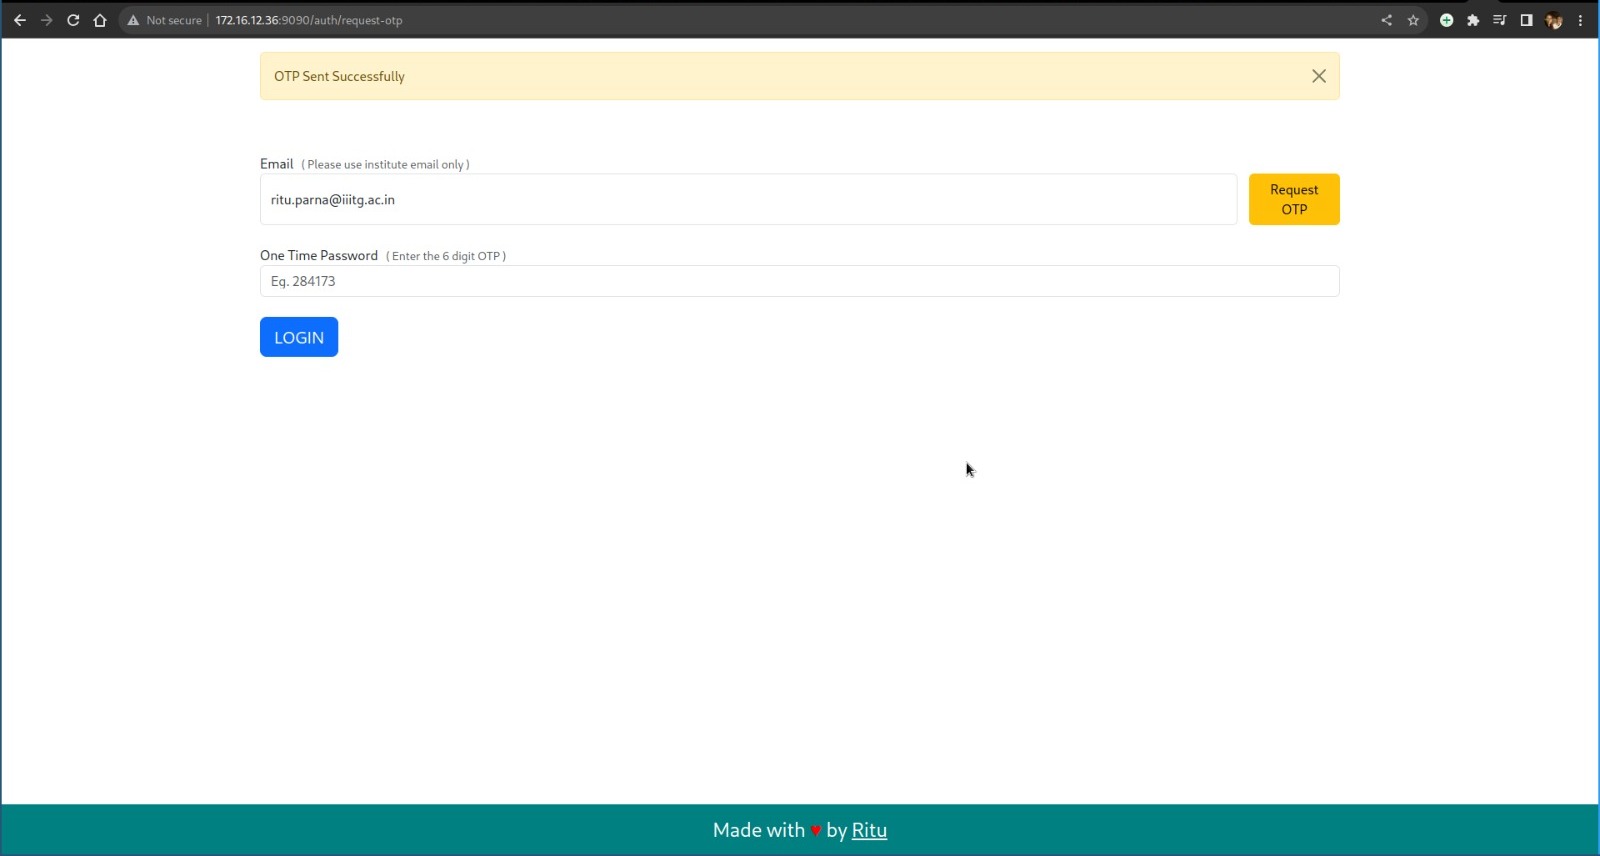 Not secure 172.16.12.36:9090/auth/request-otp
OTP Sent Successfully
Email ( Please use institute email only )
ritu.parna@iiitg.ac.in
Request
OTP
One Time Password ( Enter the 6 digit OTP )
Eg. 284173
LOGIN
Made with ♥ by Ritu